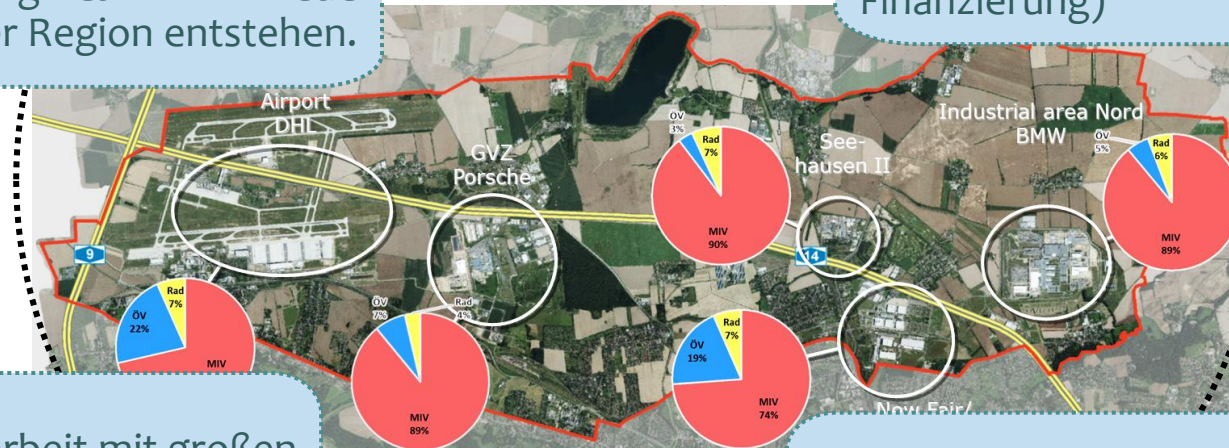 er Region entstehen.
Finanzierung)
Airport
DHL
GVZ
Porsche
See-
hausen II
Industrial area Nord
BMW
ÖV
3%
Rad
7%
MIV
90%
ÖV
5%
Rad
6%
MIV
89%
9
14
Rad
7%
ÖV
22%
MIV
ÖV
7%
Rad
4%
MIV
89%
Rad
7%
ÖV
19%
MIV
74%
rbeit mit großen